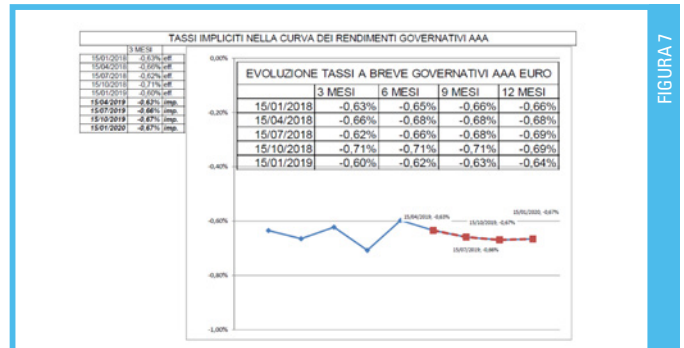 TASSI IMPLICITI NELLA CURVA DEI RENDIMENTI GOVERNATIVI AAA
3 MESI
15/01/2018 -0,63% eff.
15/04/2018 -0,66% eff.
15/07/2018 -0,62% eff.
15/10/2018 -0,71% eff.
15/01/2019 -0,60% eff.
15/04/2019 -0,63% imp.
15/07/2019 -0,66% imp.
15/10/2019 -0,67% imp.
15/01/2020 -0,67% imp.
EVOLUZIONE TASSI A BREVE GOVERNATIVI AAA EURO
3 MESI 6 MESI 9 MESI 12 MESI
15/01/2018 -0,63% -0,65% -0,66% -0,66%
15/04/2018 -0,66% -0,68% -0,68% -0,68%
15/07/2018 -0,62% -0,66% -0,68% -0,69%
15/10/2018 -0,71% -0,71% -0,71% -0,69%
15/01/2019 -0,60% -0,62% -0,63% -0,64%
0,00%
-0,20%
-0,40%
-0,60%
-0,80%
-1,00%
15/04/2019, -0,63%
15/07/2019, -0,66%
15/10/2019, -0,67%
15/01/2020, -0,67%
FIGURA 7